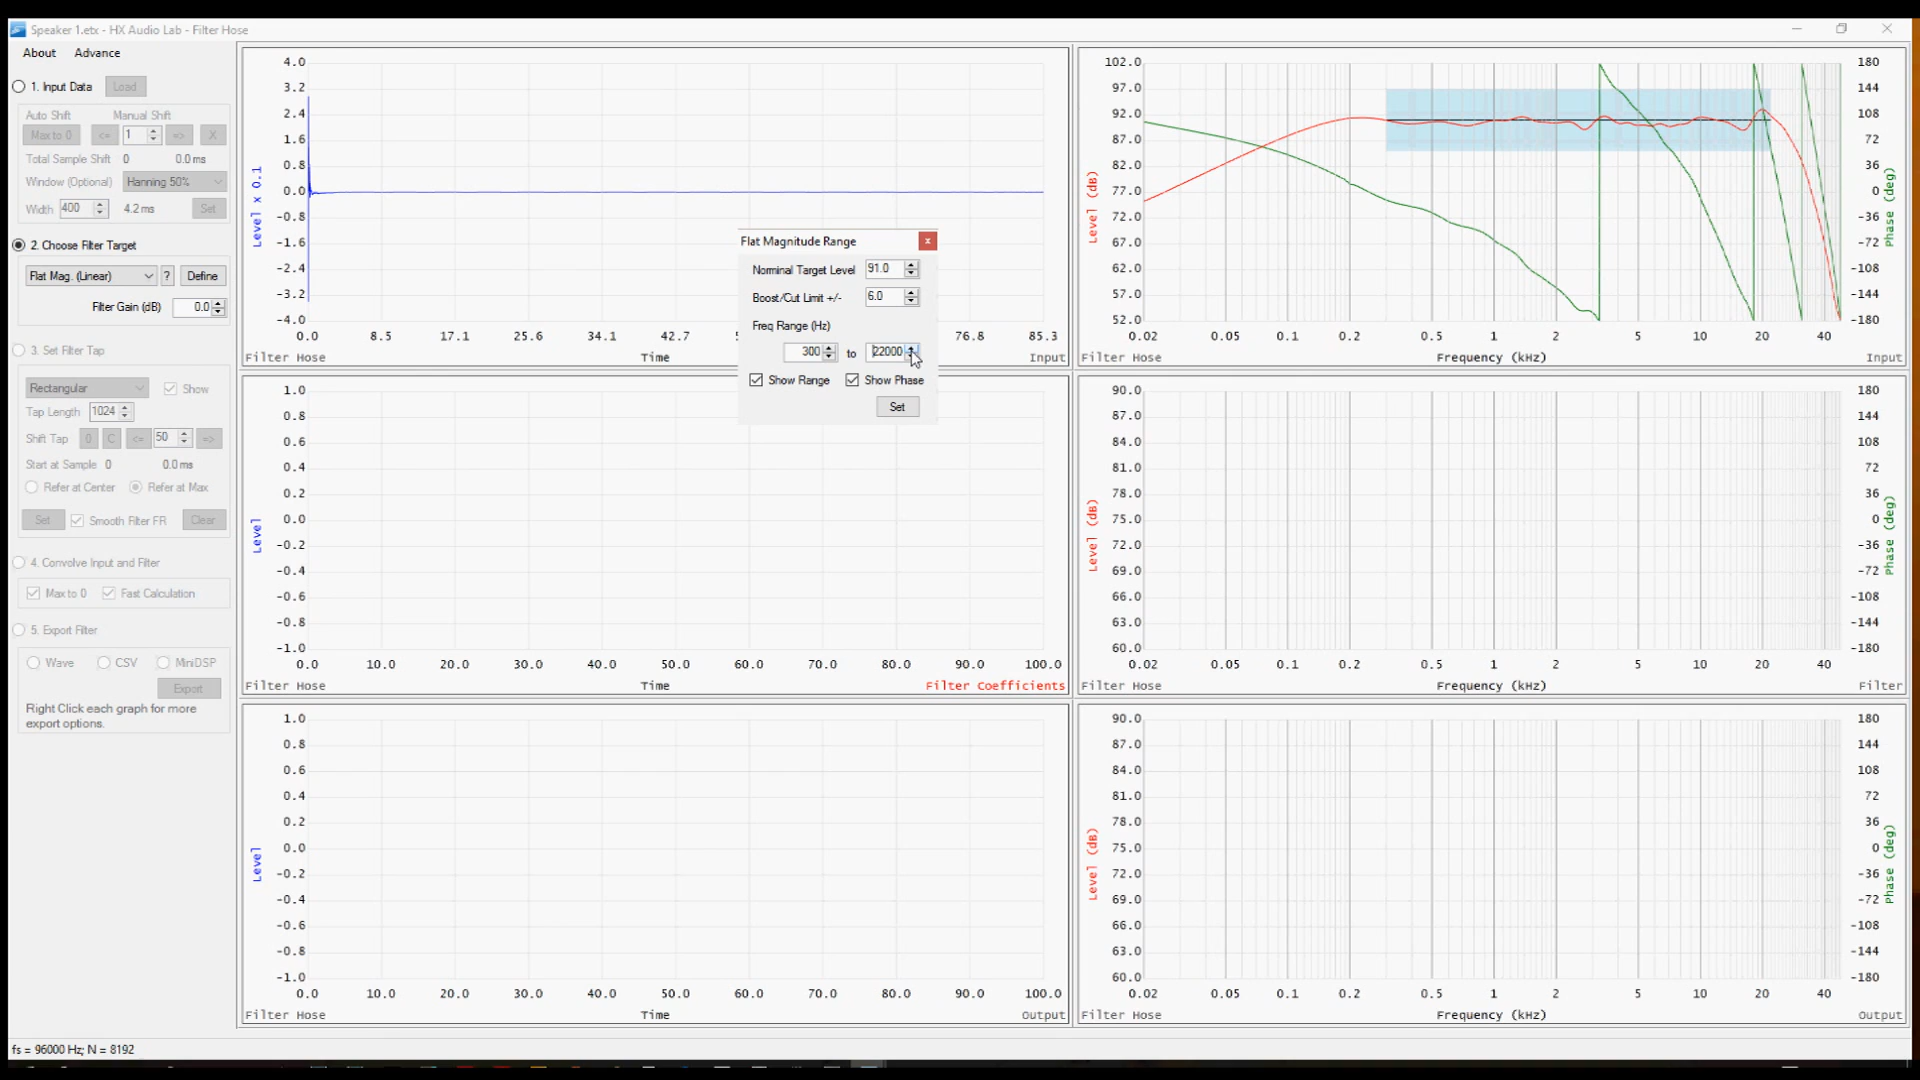 Speaker 1.etx - HX Audio Lab - Filter Hose
About Advance
1. Input Data Load
Auto Shift Manual Shift
Max to 0 <= 1 => X
Total Sample Shift 0 0.0 ms
Window (Optional) Hanning 50%
Width 400 4.2 ms Set
2. Choose Filter Target
Flat Mag. (Linear) ? Define
Filter Gain (dB) 0.0
3. Set Filter Tap
Rectangular Show
Tap Length 1024
Shift Tap 0 C <= 50 =>
Start at Sample 0 0.0 ms
Refer at Center Refer at Max
Set Smooth Filter FR Clear
4. Convolve Input and Filter
Max to 0 Fast Calculation
5. Export Filter
Wave CSV MiniDSP
Export
Right Click each graph for more
export options.
4.0
3.2
2.4
1.6
0.8
0.0
-0.8
-1.6
-2.4
-3.2
-4.0
Level x 0.1
0.0 8.5 17.1 25.6 34.1 42.7 76.8 85.3
Filter Hose Time Input
Flat Magnitude Range x
Norminal Target Level 91.0
Boost/Cut Limit +/- 6.0
Freq Range (Hz)
300 to 22000
Show Range Show Phase
Set
102.0
97.0
92.0
87.0
82.0
77.0
72.0
67.0
62.0
57.0
52.0
Level (dB)
180
144
108
72
36
0
-36
-72
-108
-144
-180
Phase (deg)
0.02 0.05 0.1 0.2 0.5 1 2 5 10 20 40
Filter Hose Frequency (kHz) Input
1.0
0.8
0.6
0.4
0.2
0.0
-0.2
-0.4
-0.6
-0.8
-1.0
Level
0.0 10.0 20.0 30.0 40.0 50.0 60.0 70.0 80.0 90.0 100.0
Filter Hose Time Filter Coefficients
90.0
87.0
84.0
81.0
78.0
75.0
72.0
69.0
66.0
63.0
60.0
Level (dB)
180
144
108
72
36
0
-36
-72
-108
-144
-180
Phase (deg)
0.02 0.05 0.1 0.2 0.5 1 2 5 10 20 40
Filter Hose Frequency (kHz) Filter
1.0
0.8
0.6
0.4
0.2
0.0
-0.2
-0.4
-0.6
-0.8
-1.0
Level
0.0 10.0 20.0 30.0 40.0 50.0 60.0 70.0 80.0 90.0 100.0
Filter Hose Time Output
90.0
87.0
84.0
81.0
78.0
75.0
72.0
69.0
66.0
63.0
60.0
Level (dB)
180
144
108
72
36
0
-36
-72
-108
-144
-180
Phase (deg)
0.02 0.05 0.1 0.2 0.5 1 2 5 10 20 40
Filter Hose Frequency (kHz) Output
fs = 96000 Hz; N = 8192